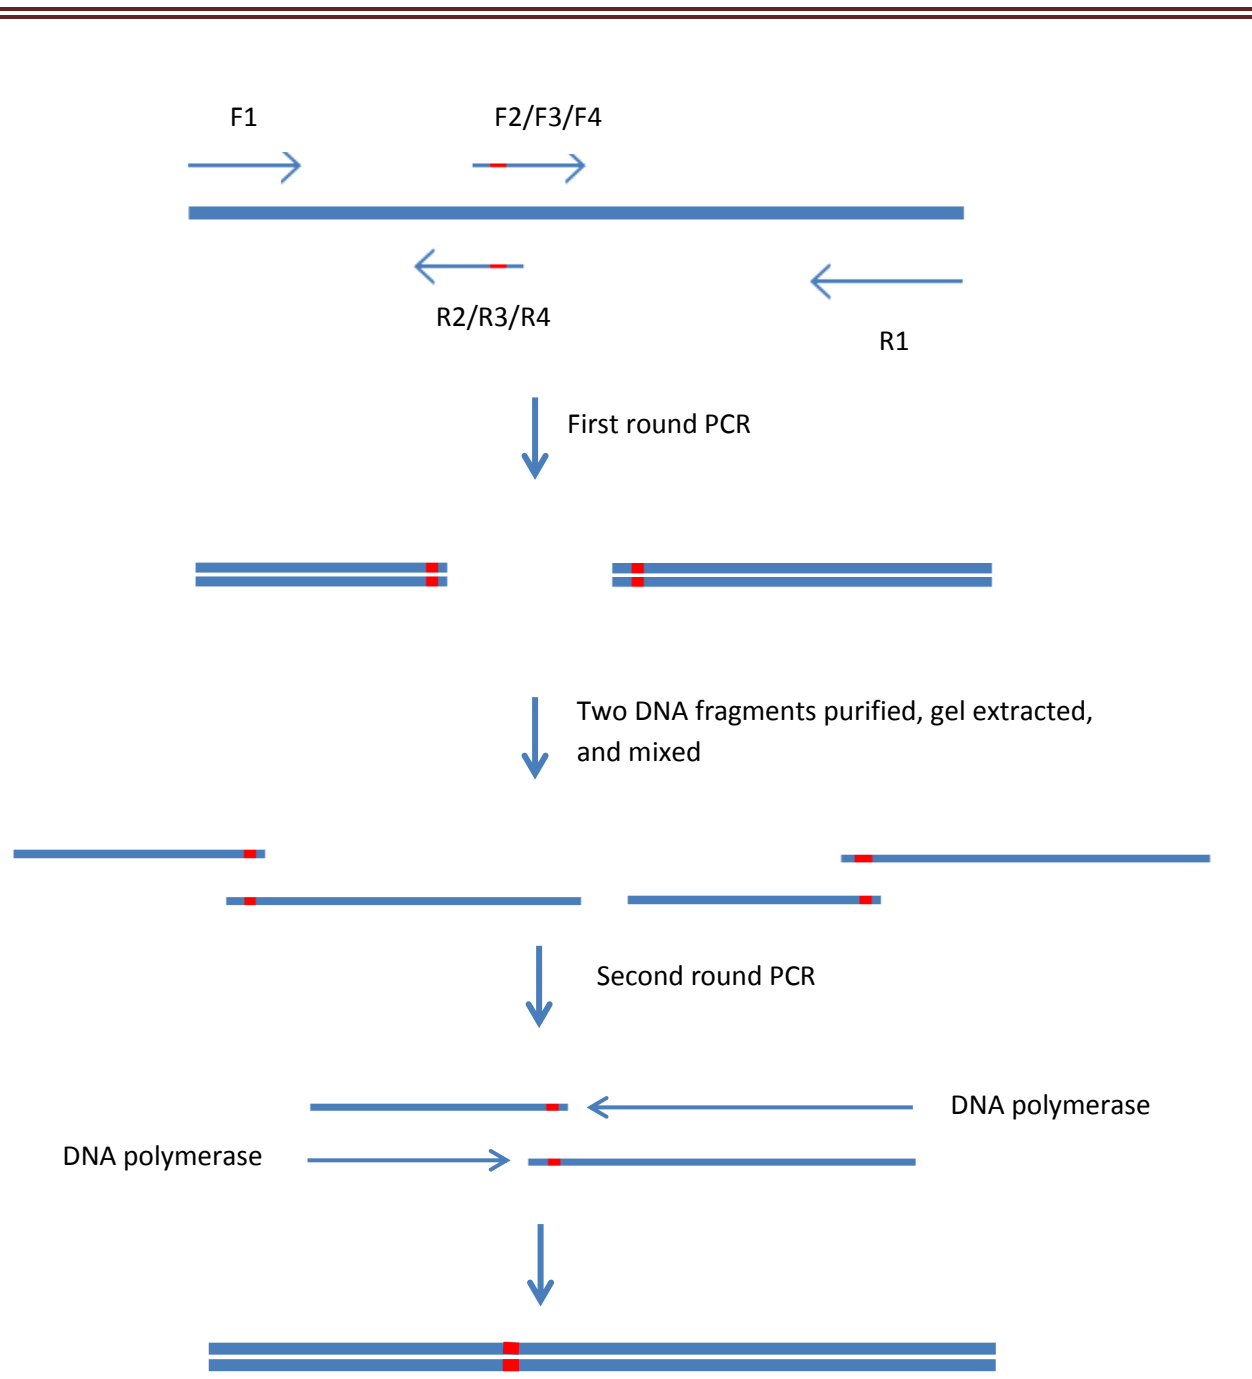 F1
F2/F3/F4
R2/R3/R4
R1
First round PCR
Two DNA fragments purified, gel extracted,
and mixed
Second round PCR
DNA polymerase
DNA polymerase